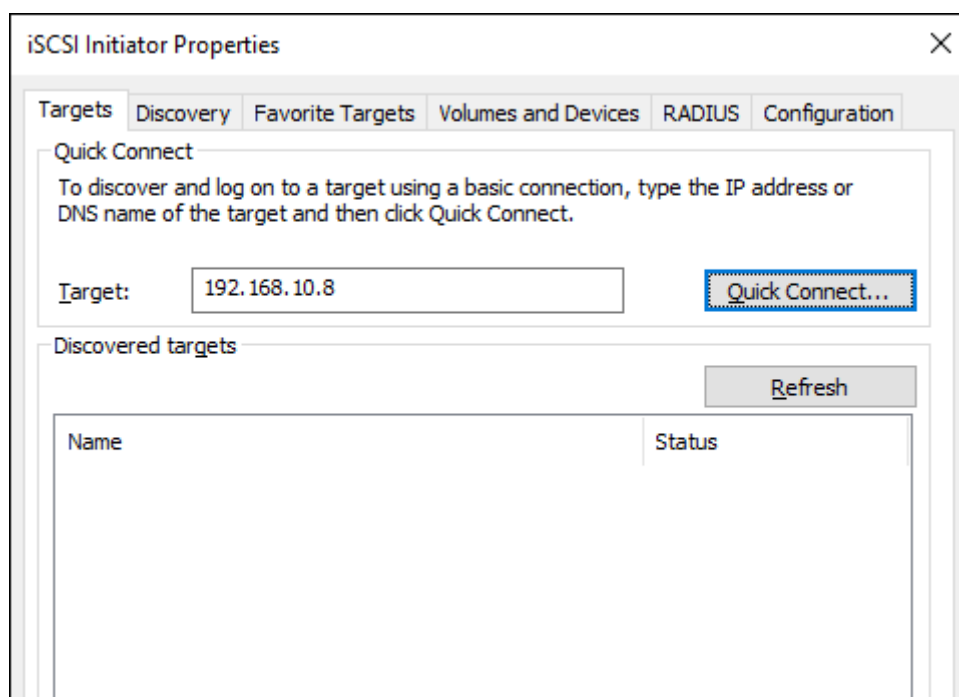 iSCSI Initiator Properties
Targets Discovery Favorite Targets Volumes and Devices RADIUS Configuration
Quick Connect
To discover and log on to a target using a basic connection, type the IP address or
DNS name of the target and then click Quick Connect.
Target: 192.168.10.8 Quick Connect...
Discovered targets
Refresh
Name Status